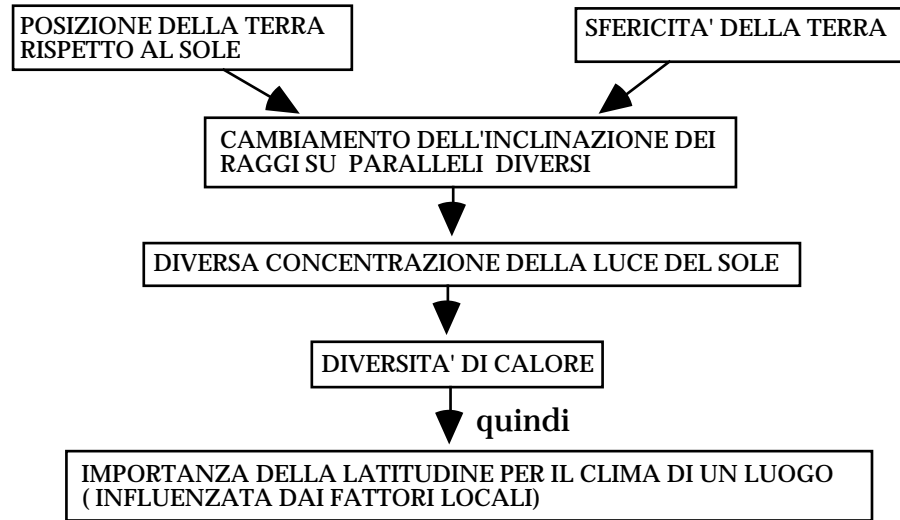 POSIZIONE DELLA TERRA
RISPETTO AL SOLE
SFERICITA' DELLA TERRA
CAMBIAMENTO DELL'INCLINAZIONE DEI
RAGGI SU PARALLELI DIVERSI
DIVERSA CONCENTRAZIONE DELLA LUCE DEL SOLE
DIVERSITA' DI CALORE
quindi
IMPORTANZA DELLA LATITUDINE PER IL CLIMA DI UN LUOGO
( INFLUENZATA DAI FATTORI LOCALI)